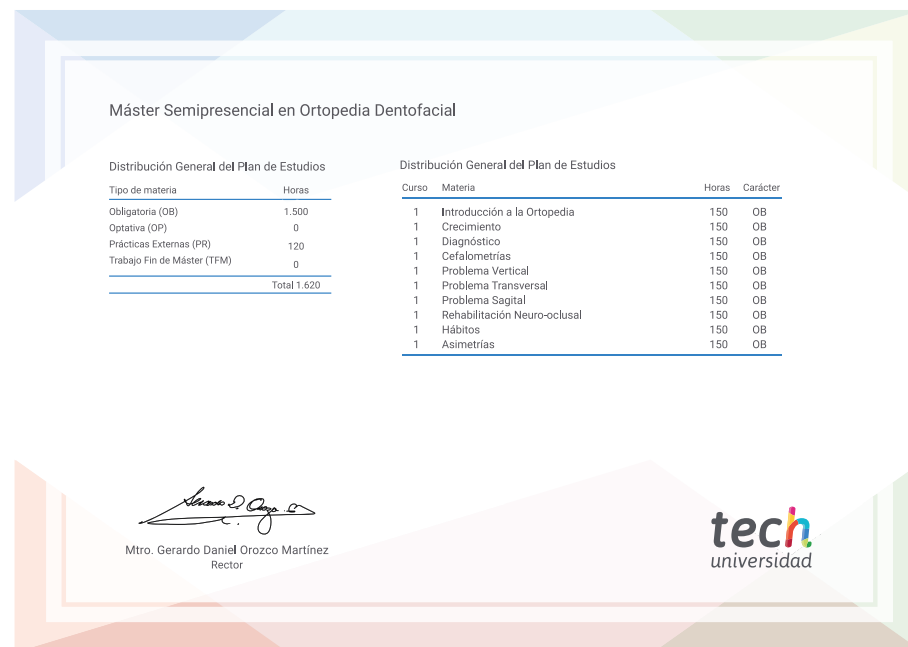 Máster Semipresencial en Ortopedia Dentofacial
Distribución General del Plan de Estudios
Tipo de materia Horas
Obligatoria (OB) 1.500
Optativa (OP) 0
Prácticas Externas (PR) 120
Trabajo Fin de Máster (TFM) 0
Total 1.620
Distribución General del Plan de Estudios
Curso Materia Horas Carácter
1 Introducción a la Ortopedia 150 OB
1 Crecimiento 150 OB
1 Diagnóstico 150 OB
1 Cefalometrías 150 OB
1 Problema Vertical 150 OB
1 Problema Transversal 150 OB
1 Problema Sagital 150 OB
1 Rehabilitación Neuro-oclusal 150 OB
1 Hábitos 150 OB
1 Asimetrías 150 OB
Mtro. Gerardo Daniel Orozco Martínez
Rector
tech
universidad